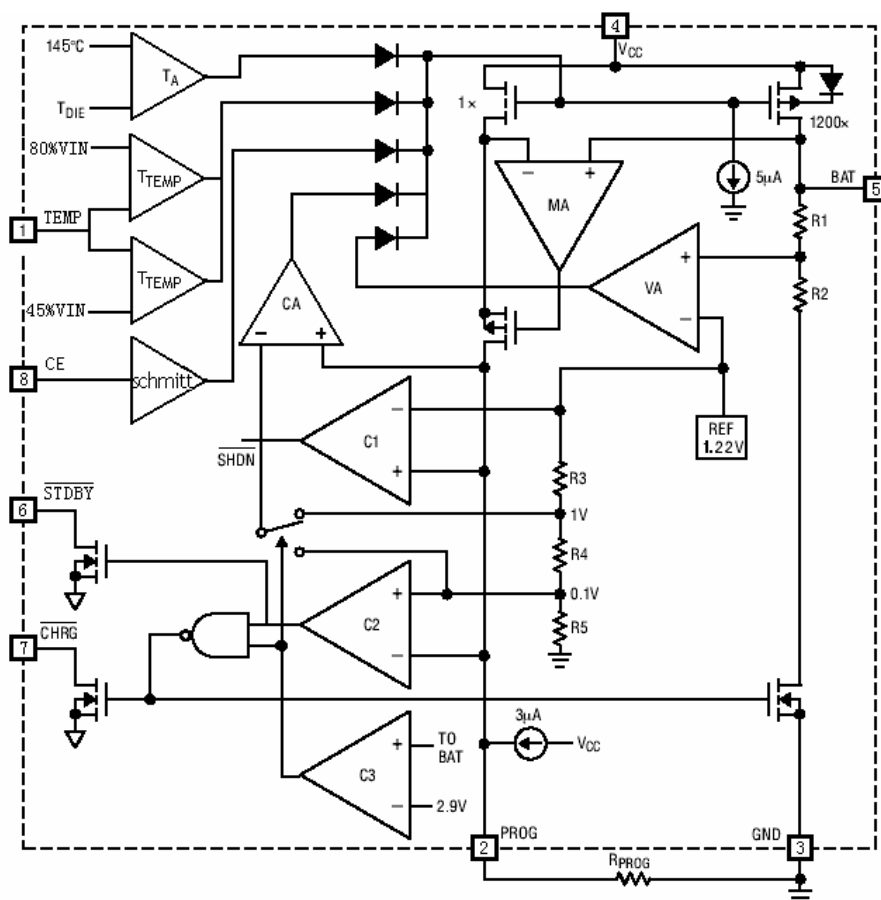 4
VCC
145°C
TA
TDIE
1×
1200×
80%VIN
TTEMP
− +
MA
5µA
BAT
5
1
TEMP
R1
TTEMP
+
VA
−
R2
45%VIN
CA
− +
8
CE
schmitt
REF
1.22V
−
C1
+
SHDN
R3
6
STDBY
1V
R4
+
C2
−
0.1V
R5
7
CHRG
3µA
VCC
+
C3
−
TO
BAT
2.9V
2
PROG
GND
3
RPROG